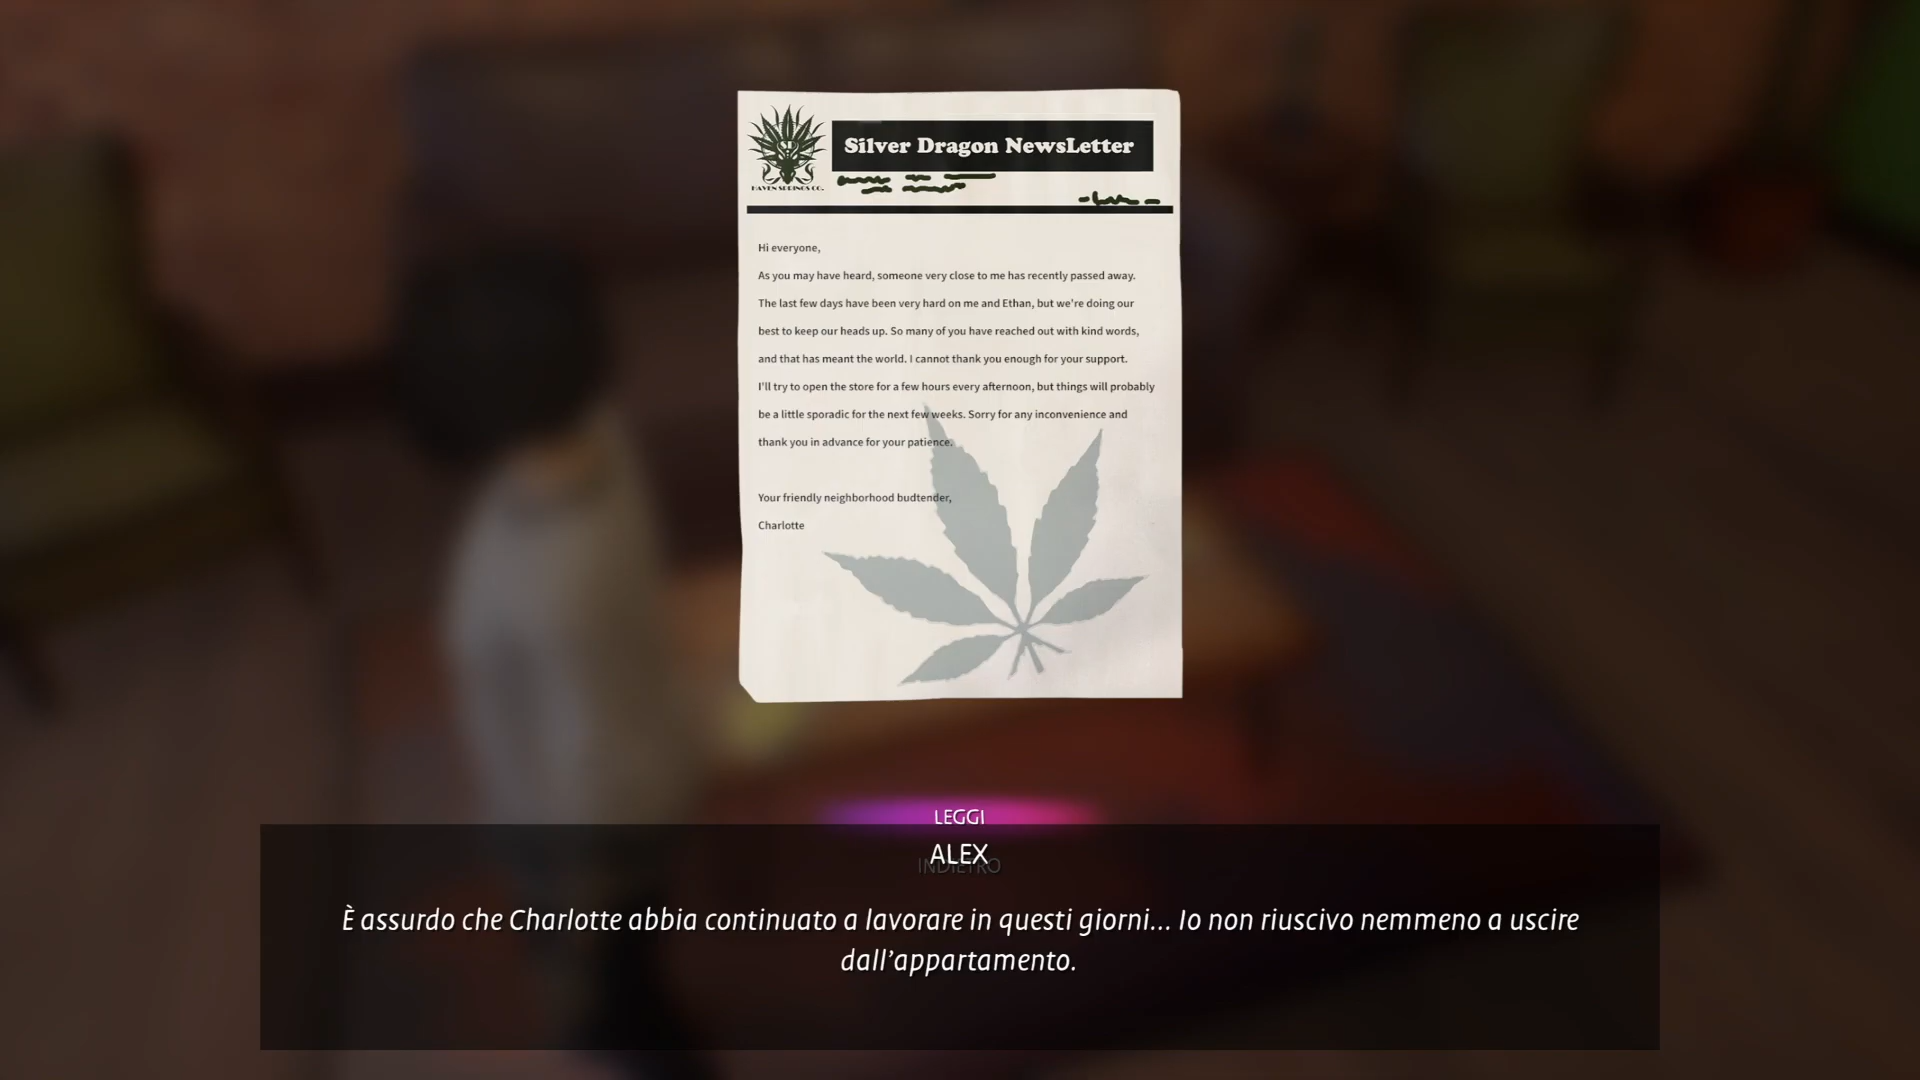 Silver Dragon NewsLetter
HAVEN SPRINGS CO.
Hi everyone,
As you may have heard, someone very close to me has recently passed away.
The last few days have been very hard on me and Ethan, but we're doing our
best to keep our heads up. So many of you have reached out with kind words,
and that has meant the world. I cannot thank you enough for your support.
I'll try to open the store for a few hours every afternoon, but things will probably
be a little sporadic for the next few weeks. Sorry for any inconvenience and
thank you in advance for your patience.
Your friendly neighborhood budtender,
Charlotte
LEGGI
ALEX
INDIETRO
È assurdo che Charlotte abbia continuato a lavorare in questi giorni... Io non riuscivo nemmeno a uscire
dall'appartamento.